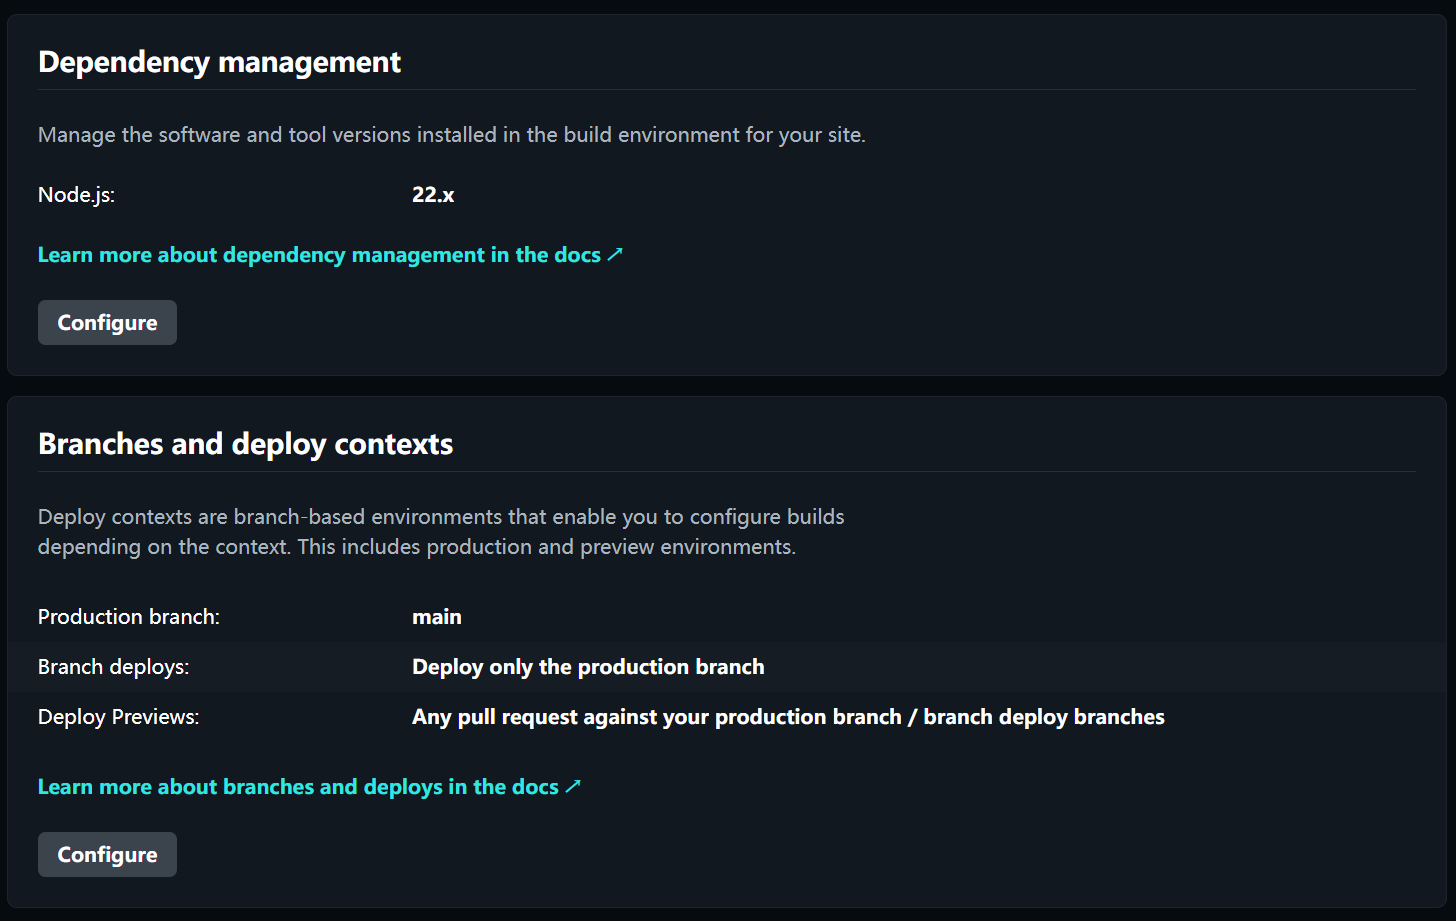 Dependency management
Manage the software and tool versions installed in the build environment for your site.
Node.js: 22.x
Learn more about dependency management in the docs ↗
Configure
Branches and deploy contexts
Deploy contexts are branch-based environments that enable you to configure builds
depending on the context. This includes production and preview environments.
Production branch: main
Branch deploys: Deploy only the production branch
Deploy Previews: Any pull request against your production branch / branch deploy branches
Learn more about branches and deploys in the docs ↗
Configure